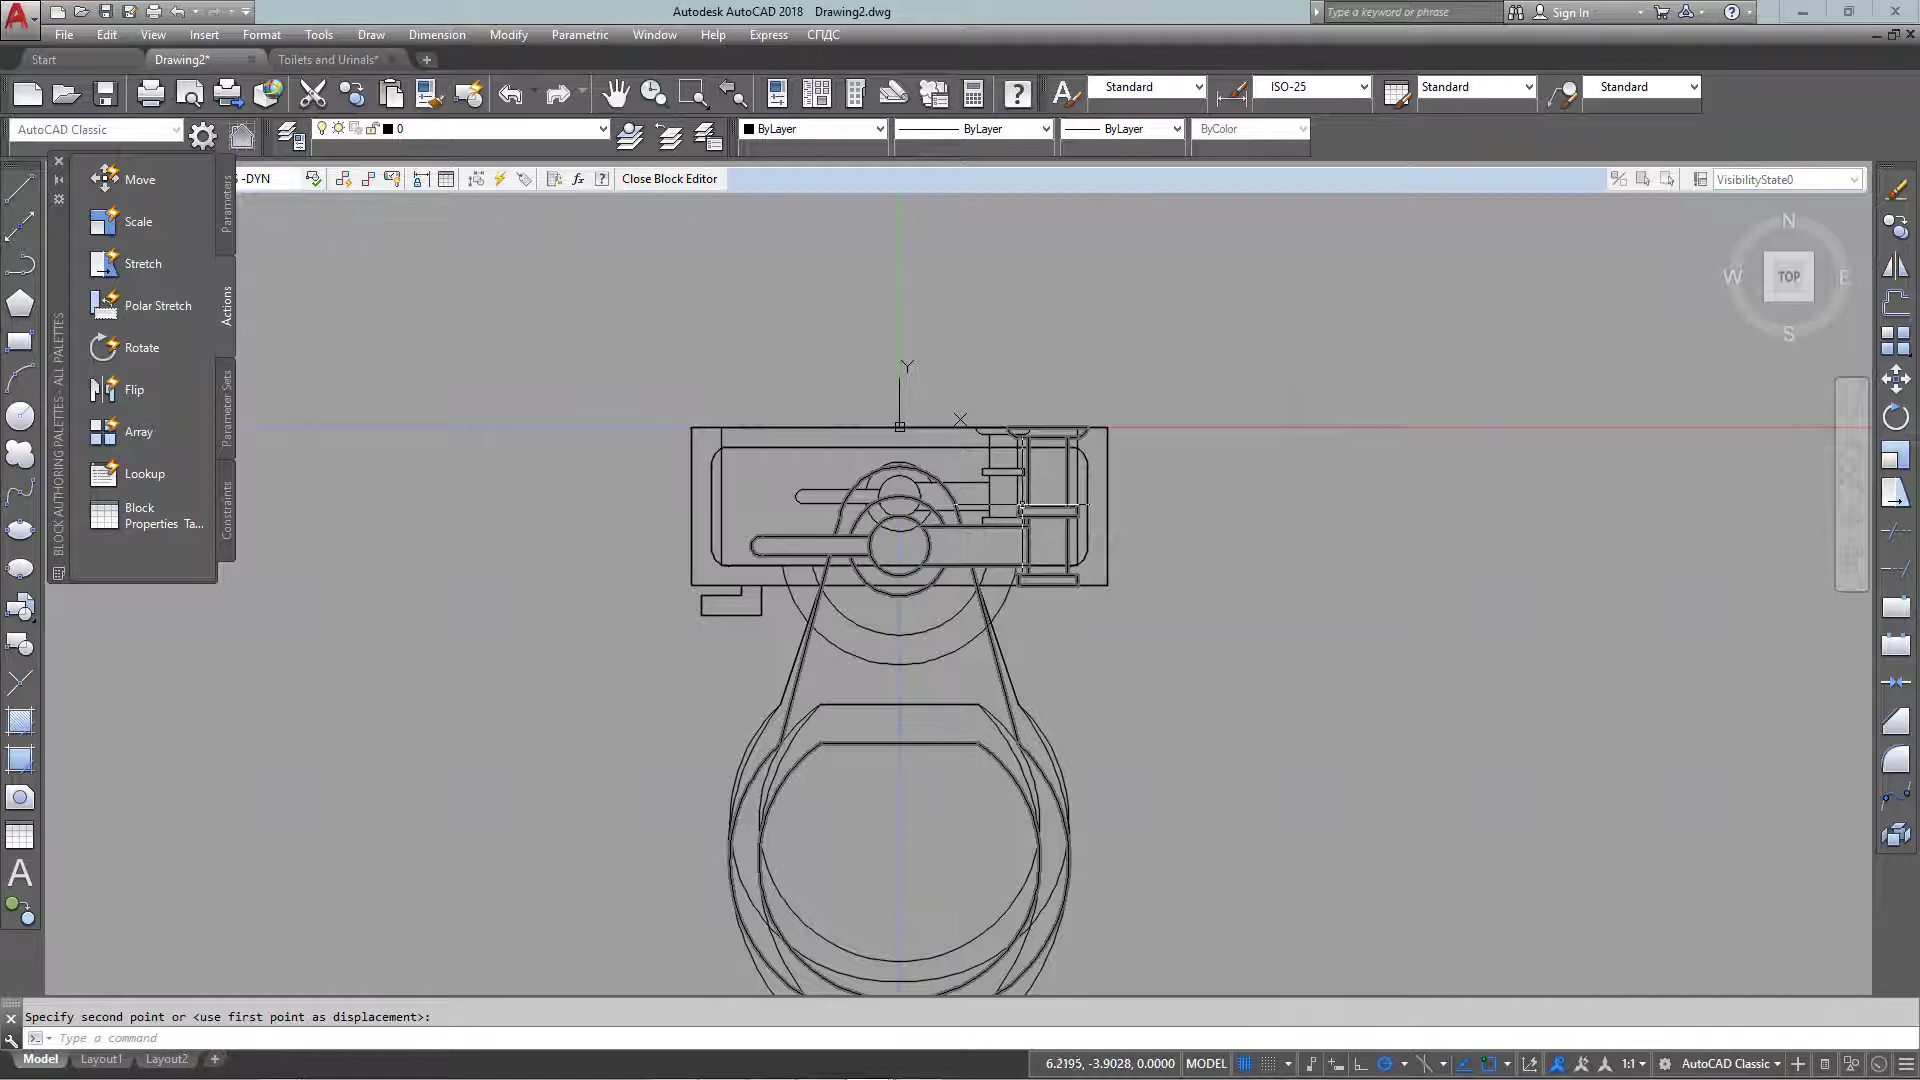 Autodesk AutoCAD 2018 Drawing2.dwg
Type a keyword or phrase
Sign In
File Edit View Insert Format Tools Draw Dimension Modify Parametric Window Help Express СПДС
Start Drawing2* Toilets and Urinals*
Standard ISO-25 Standard Standard
AutoCAD Classic 0 ByLayer ByLayer ByLayer ByColor
-DYN Close Block Editor VisibilityState0
Move
Scale
Stretch
Polar Stretch
Rotate
Flip
Array
Lookup
Block
Properties Ta...
Parameters
Actions
Parameter Sets
Constraints
BLOCK AUTHORING PALETTES - ALL PALETTES
N
W TOP E
S
Y
X
Specify second point or <use first point as displacement>:
Type a command
Model Layout1 Layout2
6.2195, -3.9028, 0.0000 MODEL 1:1 AutoCAD Classic